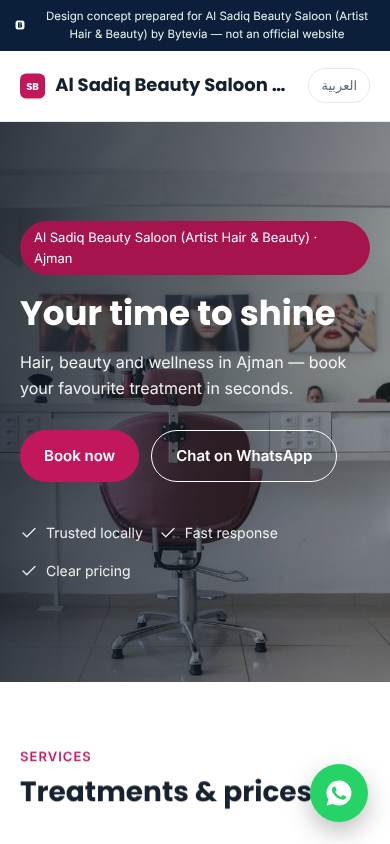 B
Design concept prepared for Al Sadiq Beauty Saloon (Artist
Hair & Beauty) by Bytevia — not an official website
SB
Al Sadiq Beauty Saloon ...
العربية
Al Sadiq Beauty Saloon (Artist Hair & Beauty) ·
Ajman
Your time to shine
Hair, beauty and wellness in Ajman — book
your favourite treatment in seconds.
Book now
Chat on WhatsApp
Trusted locally
Fast response
Clear pricing
SERVICES
Treatments & prices